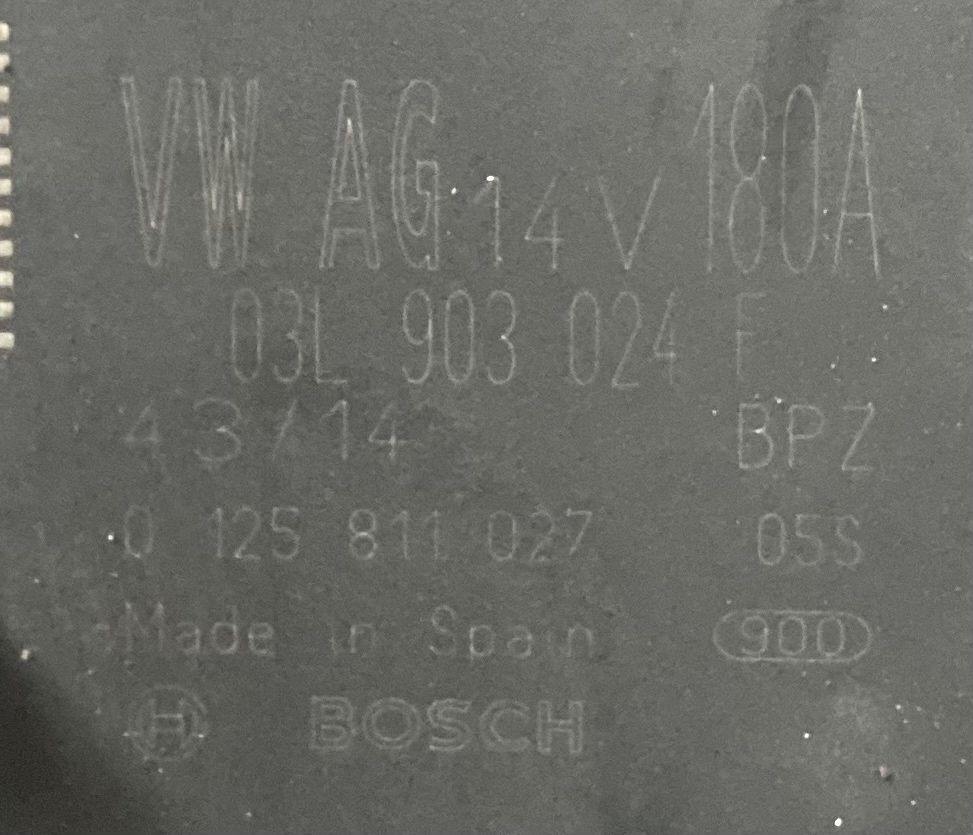 VW AG 14V 180A
03L 903 024 F
43/14 BPZ
0 125 811 027 05S
Made in Spain 900
BOSCH